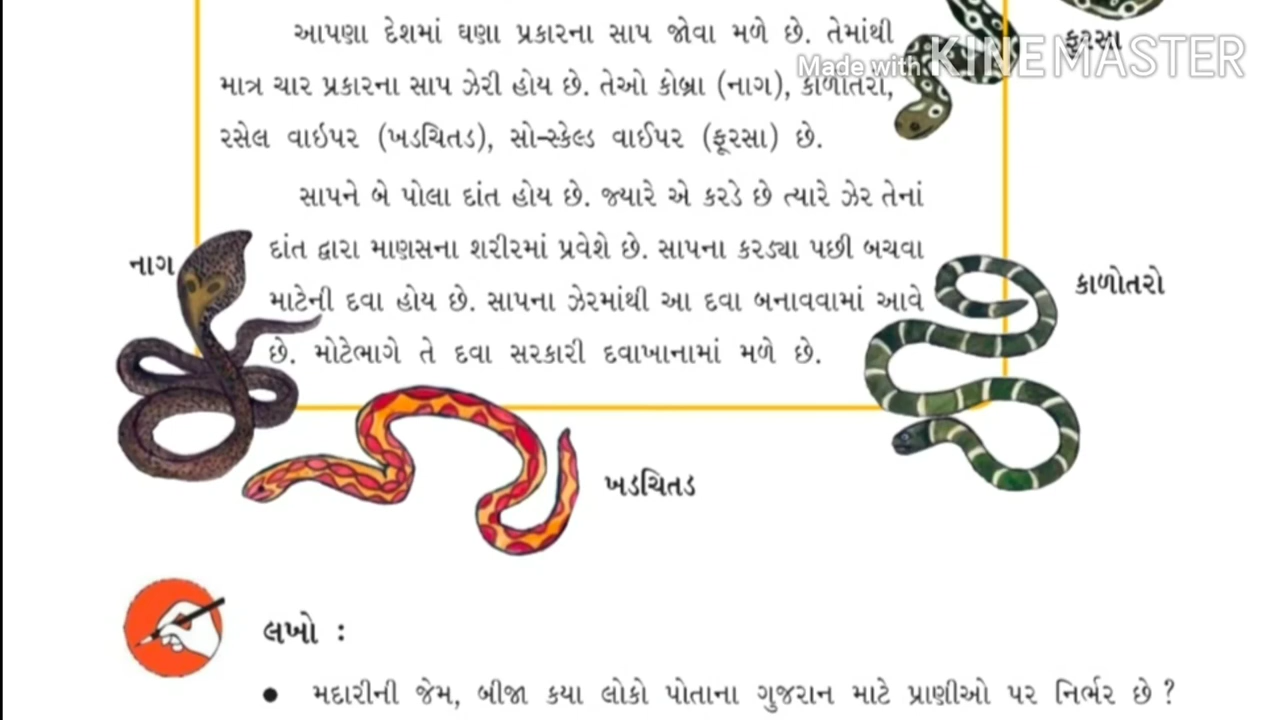 આપણા દેશમાં ઘણા પ્રકારના સાપ જોવા મળે છે. તેમાંથી
ફૂરસા
Made with KINEMASTER
માત્ર ચાર પ્રકારના સાપ ઝેરી હોય છે. તેઓ કોબ્રા (નાગ), કાળોતરો,
રસેલ વાઇપર (ખડચિતડ), સો-સ્કેલ્ડ વાઈપર (ફૂરસા) છે.
સાપને બે પોલા દાંત હોય છે. જ્યારે એ કરડે છે ત્યારે ઝેર તેનાં
દાંત દ્વારા માણસના શરીરમાં પ્રવેશે છે. સાપના કરડ્યા પછી બચવા
નાગ
કાળોતરો
માટેની દવા હોય છે. સાપના ઝેરમાંથી આ દવા બનાવવામાં આવે
છે. મોટેભાગે તે દવા સરકારી દવાખાનામાં મળે છે.
ખડચિતડ
લખો :
● મદારીની જેમ, બીજા કયા લોકો પોતાના ગુજરાન માટે પ્રાણીઓ પર નિર્ભર છે ?